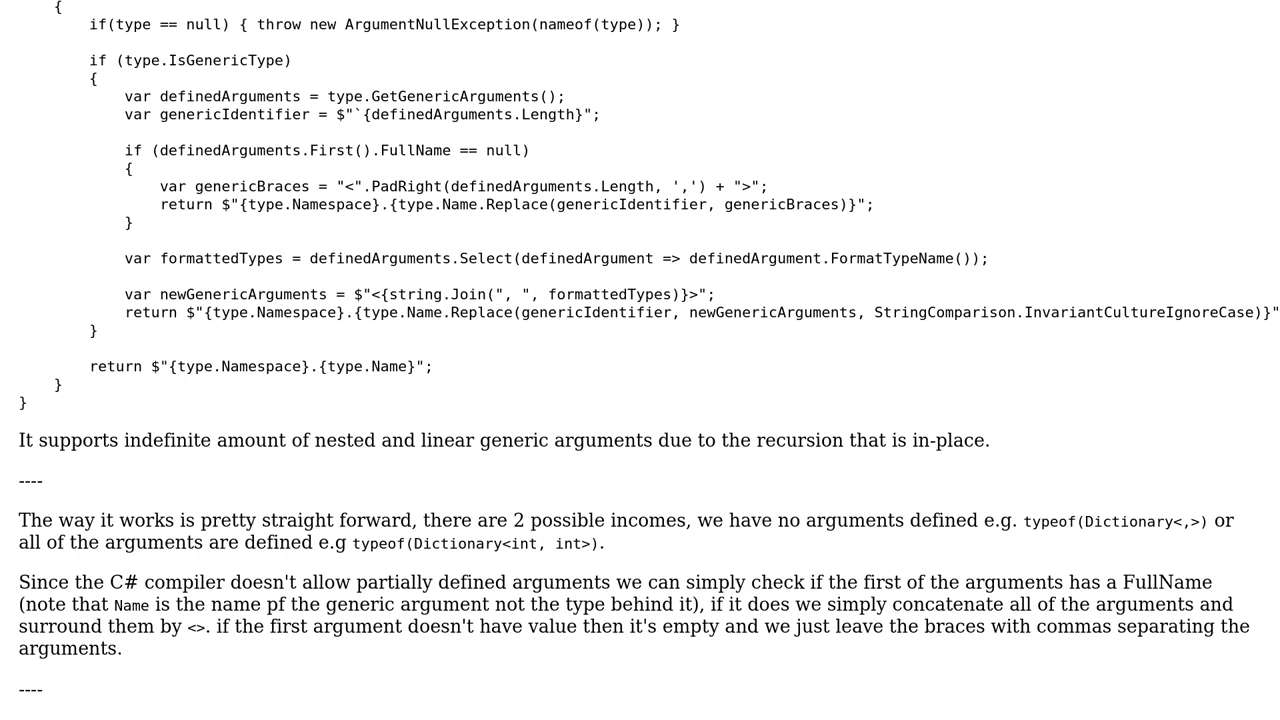 {
if(type == null) { throw new ArgumentNullException(nameof(type)); }
if (type.IsGenericType)
{
var definedArguments = type.GetGenericArguments();
var genericIdentifier = $"`{definedArguments.Length}";
if (definedArguments.First().FullName == null)
{
var genericBraces = "<".PadRight(definedArguments.Length, ',') + ">";
return $"{type.Namespace}.{type.Name.Replace(genericIdentifier, genericBraces)}";
}
var formattedTypes = definedArguments.Select(definedArgument => definedArgument.FormatTypeName());
var newGenericArguments = $"<{string.Join(", ", formattedTypes)}>";
return $"{type.Namespace}.{type.Name.Replace(genericIdentifier, newGenericArguments, StringComparison.InvariantCultureIgnoreCase)}"
}
return $"{type.Namespace}.{type.Name}";
}
}
It supports indefinite amount of nested and linear generic arguments due to the recursion that is in-place.
----
The way it works is pretty straight forward, there are 2 possible incomes, we have no arguments defined e.g. typeof(Dictionary<,>) or
all of the arguments are defined e.g typeof(Dictionary<int, int>).
Since the C# compiler doesn't allow partially defined arguments we can simply check if the first of the arguments has a FullName
(note that Name is the name pf the generic argument not the type behind it), if it does we simply concatenate all of the arguments and
surround them by <>. if the first argument doesn't have value then it's empty and we just leave the braces with commas separating the
arguments.
----